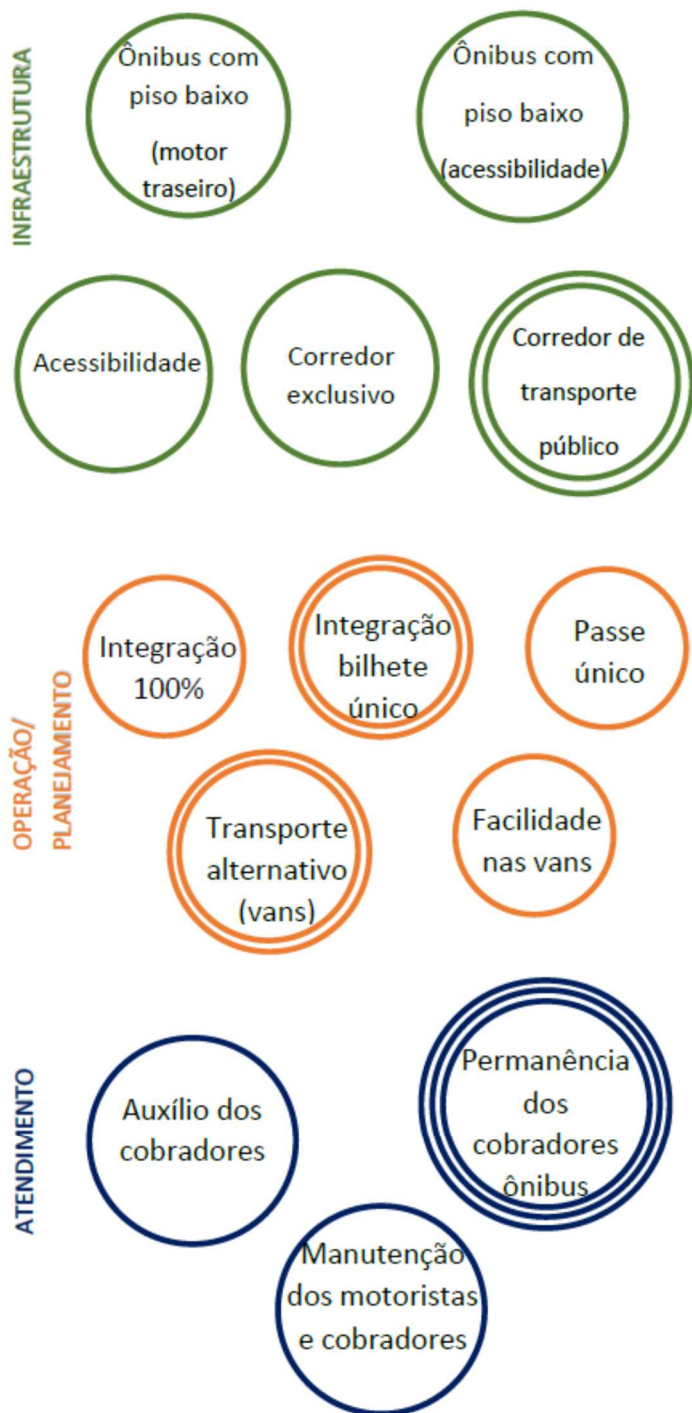 INFRAESTRUTURA
Ônibus com
piso baixo
(motor
traseiro)
Ônibus com
piso baixo
(acessibilidade)
Acessibilidade
Corredor
exclusivo
Corredor de
transporte
público
OPERAÇÃO/
PLANEJAMENTO
Integração
100%
Integração
bilhete
único
Passe
único
Transporte
alternativo
(vans)
Facilidade
nas vans
ATENDIMENTO
Auxílio dos
cobradores
Permanência
dos
cobradores
ônibus
Manutenção
dos motoristas
e cobradores